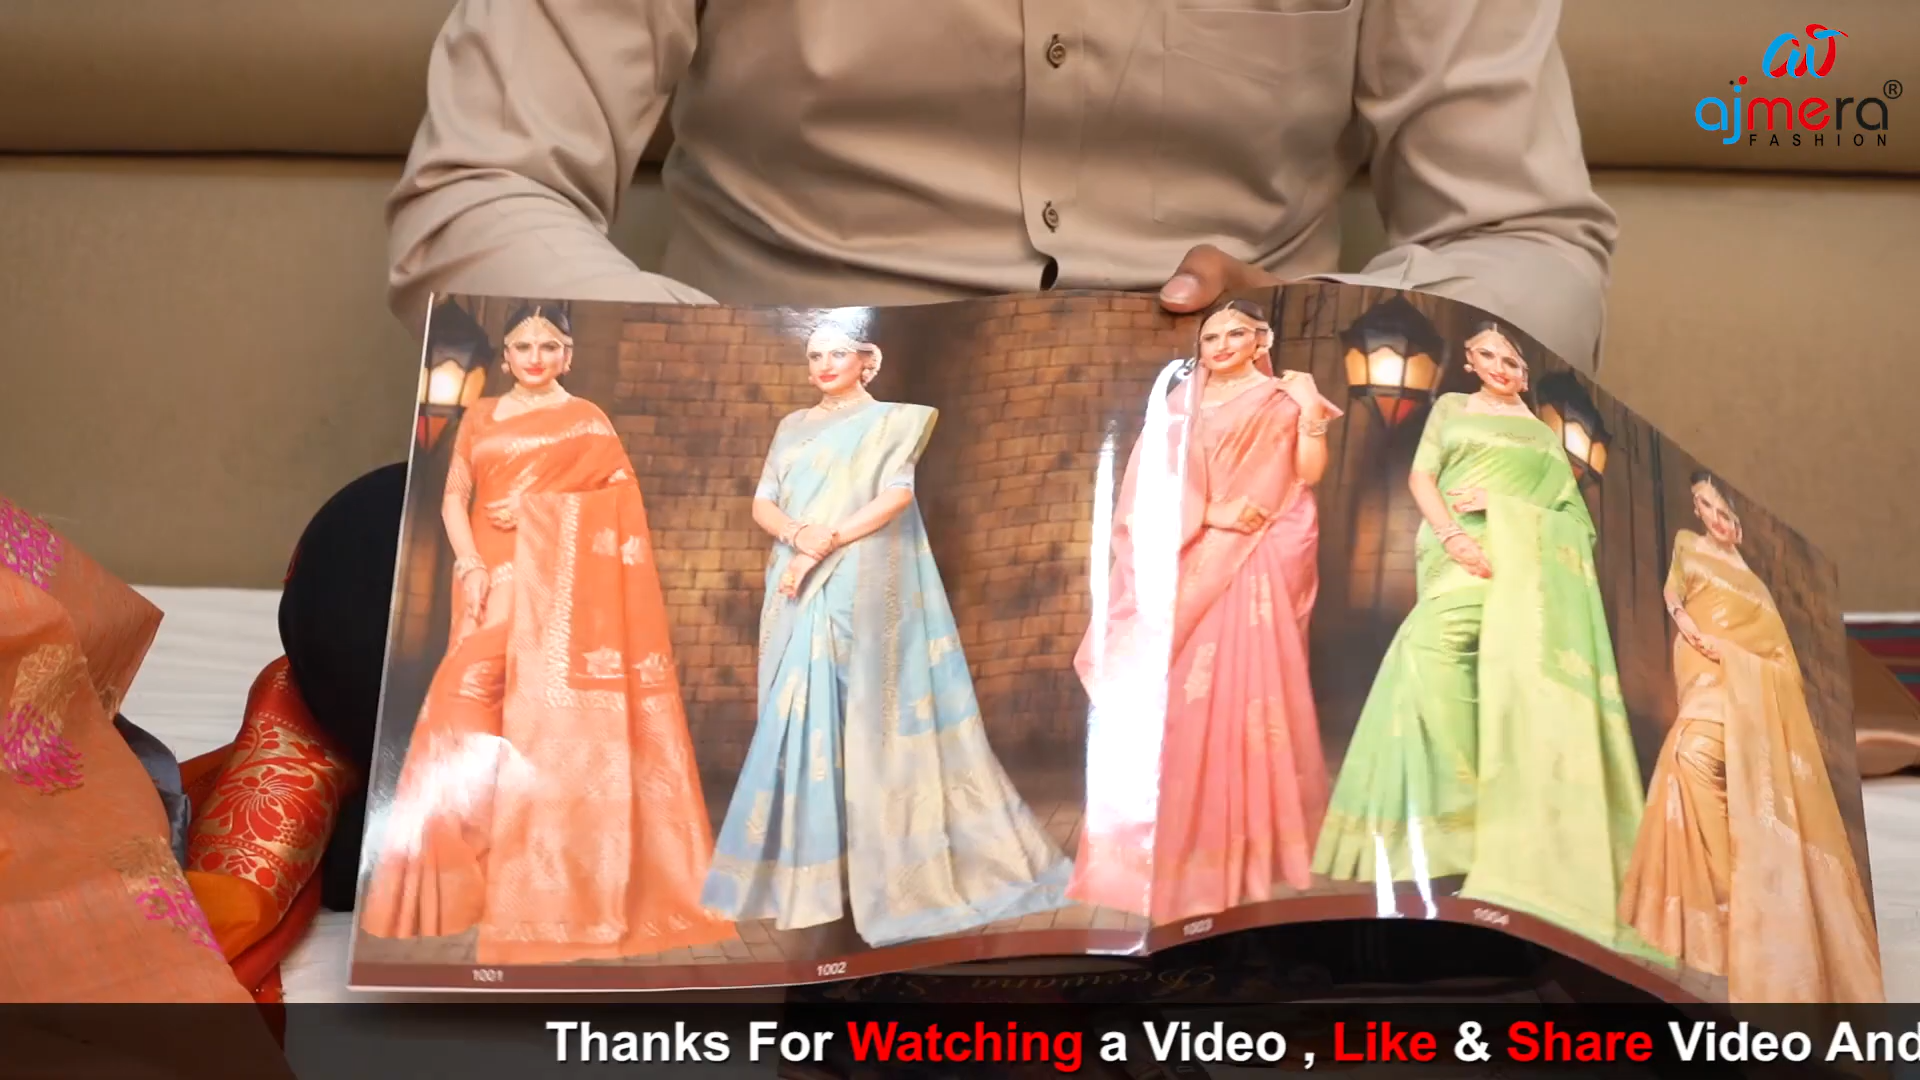 ajmera®
FASHION
1001
1002
1003
1004
Thanks For Watching a Video , Like & Share Video And